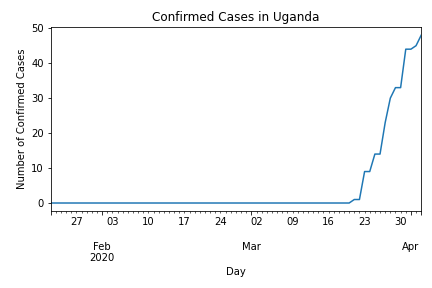 Confirmed Cases in Uganda
Number of Confirmed Cases
50
40
30
20
10
0
27 03 10 17 24 02 09 16 23 30
Feb Mar Apr
2020
Day